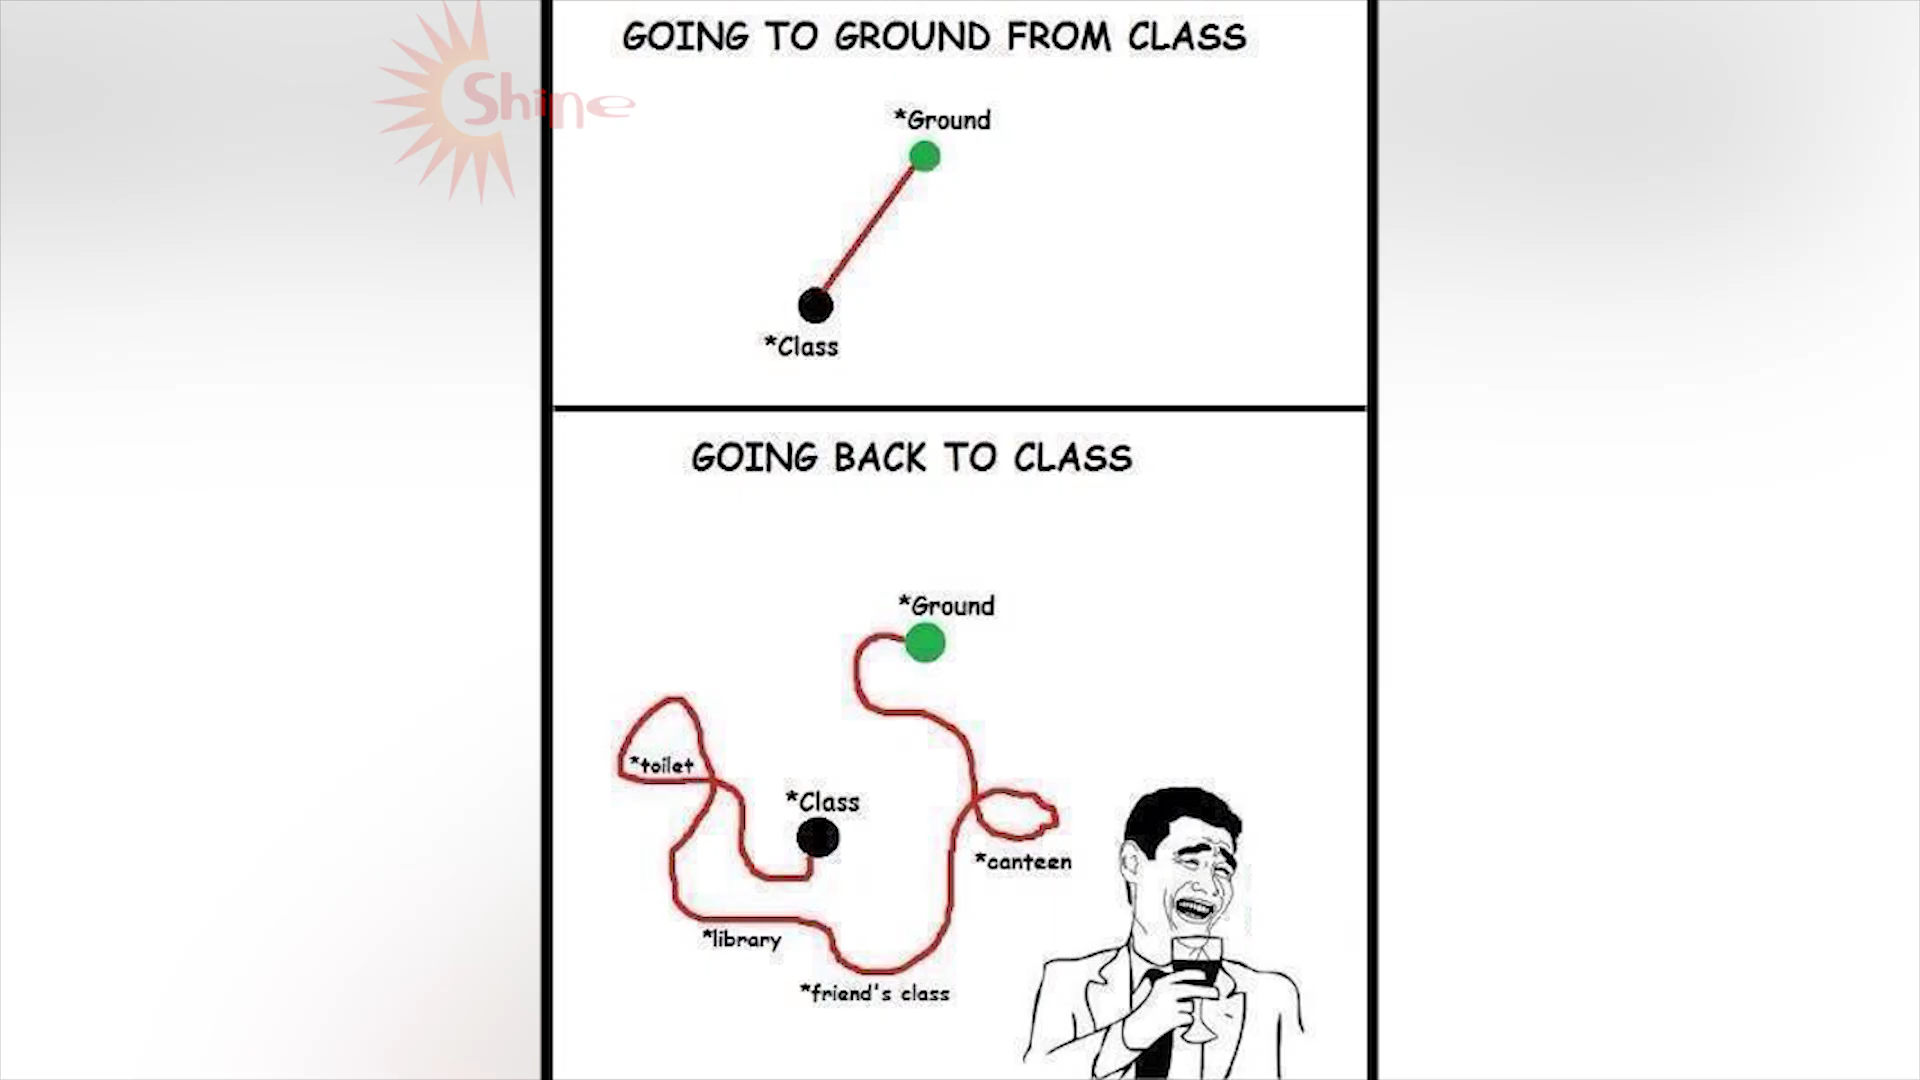 GOING TO GROUND FROM CLASS
Shine
*Ground
*Class
GOING BACK TO CLASS
*Ground
*toilet
*Class
*canteen
*library
*friend's class